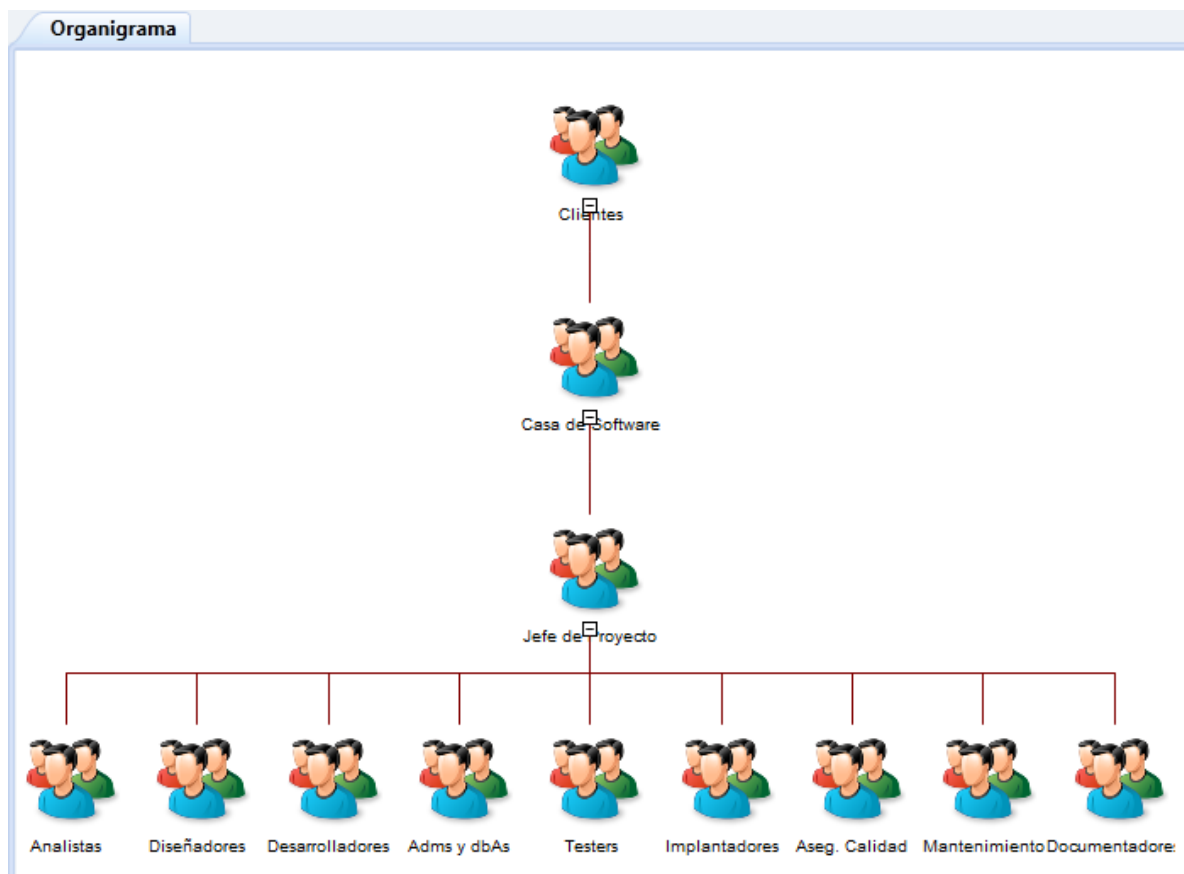 Organigrama
Clientes
Casa de Software
Jefe de Proyecto
Analistas
Diseñadores
Desarrolladores
Adms y dbAs
Testers
Implantadores
Aseg. Calidad
Mantenimiento
Documentadores